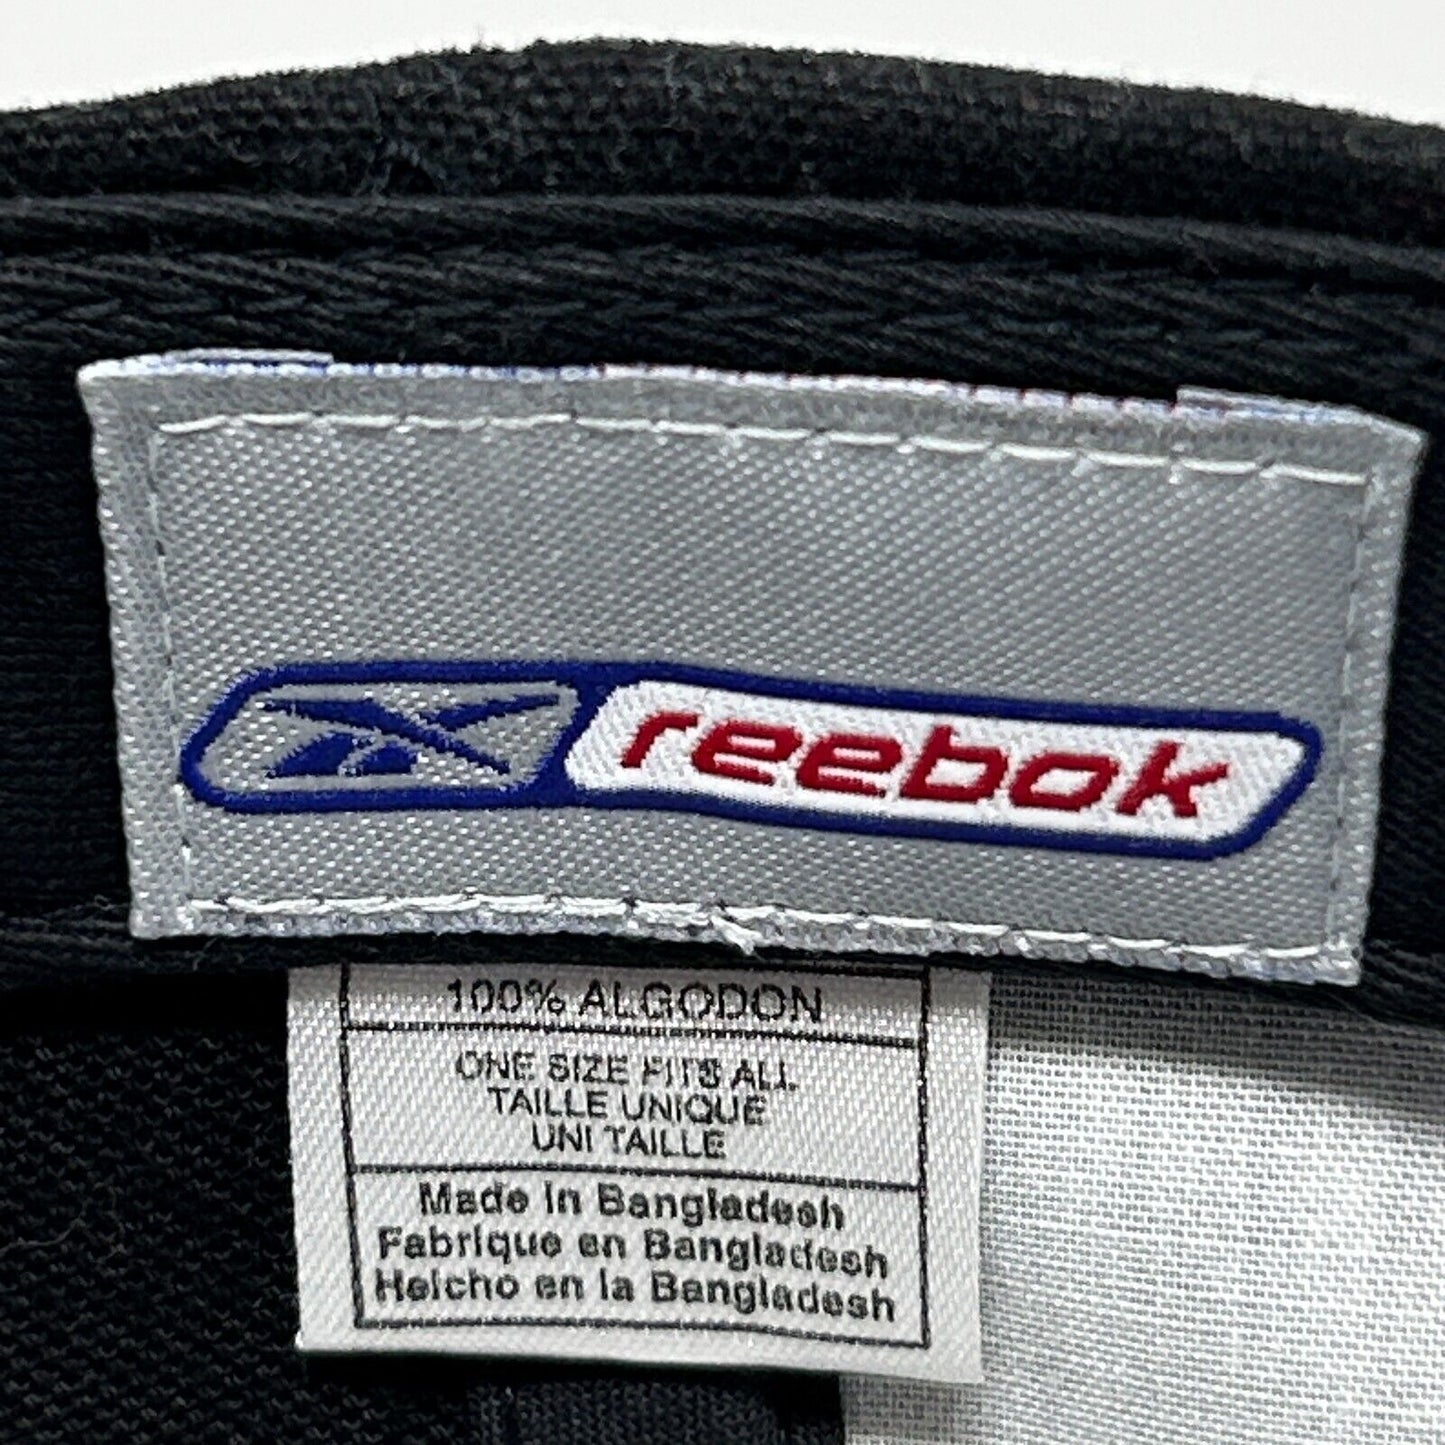 reebok
100% ALGODON
ONE SIZE FITS ALL
TAILLE UNIQUE
UNI TAILLE
Made in Bangladesh
Fabrique en Bangladesh
Helcho en la Bangladesh